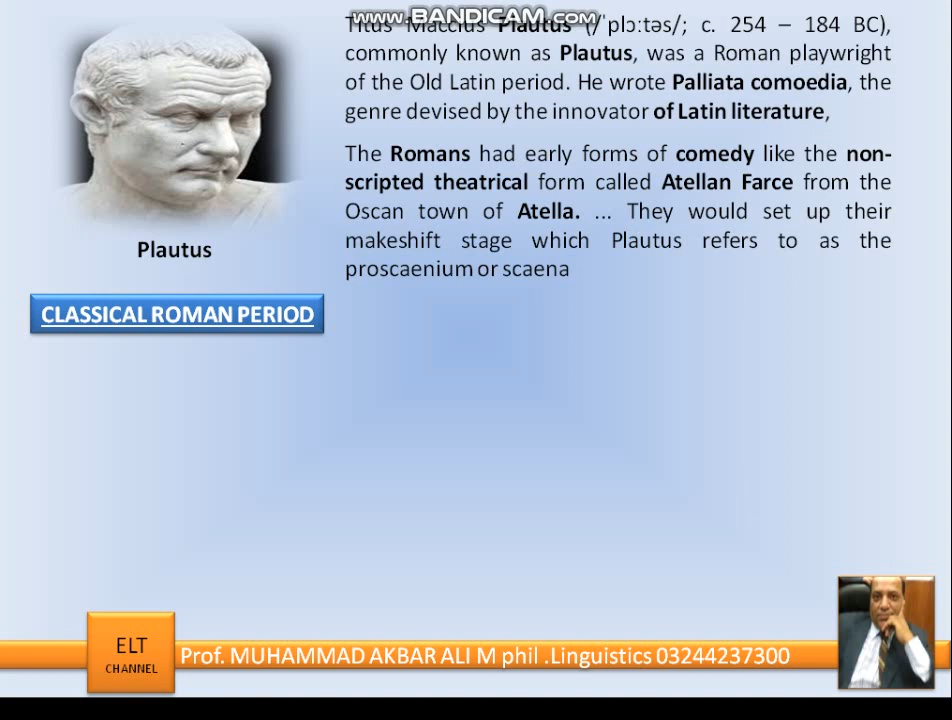 www.BANDICAM.com
Titus Maccius Plautus (/ˈplɔːtəs/; c. 254 – 184 BC),
commonly known as Plautus, was a Roman playwright
of the Old Latin period. He wrote Palliata comoedia, the
genre devised by the innovator of Latin literature,
The Romans had early forms of comedy like the non-
scripted theatrical form called Atellan Farce from the
Oscan town of Atella. ... They would set up their
makeshift stage which Plautus refers to as the
proscaenium or scaena
Plautus
CLASSICAL ROMAN PERIOD
ELT
CHANNEL
Prof. MUHAMMAD AKBAR ALI M phil .Linguistics 03244237300